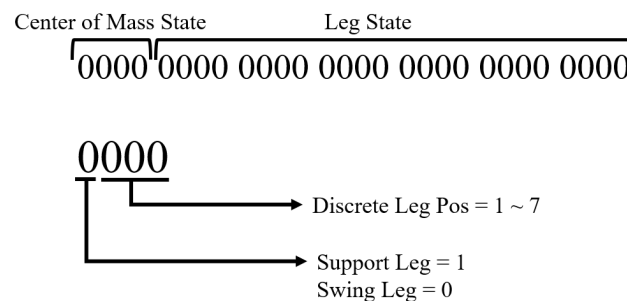 Center of Mass State Leg State
0000 0000 0000 0000 0000 0000 0000
0000
Discrete Leg Pos = 1 ~ 7
Support Leg = 1
Swing Leg = 0